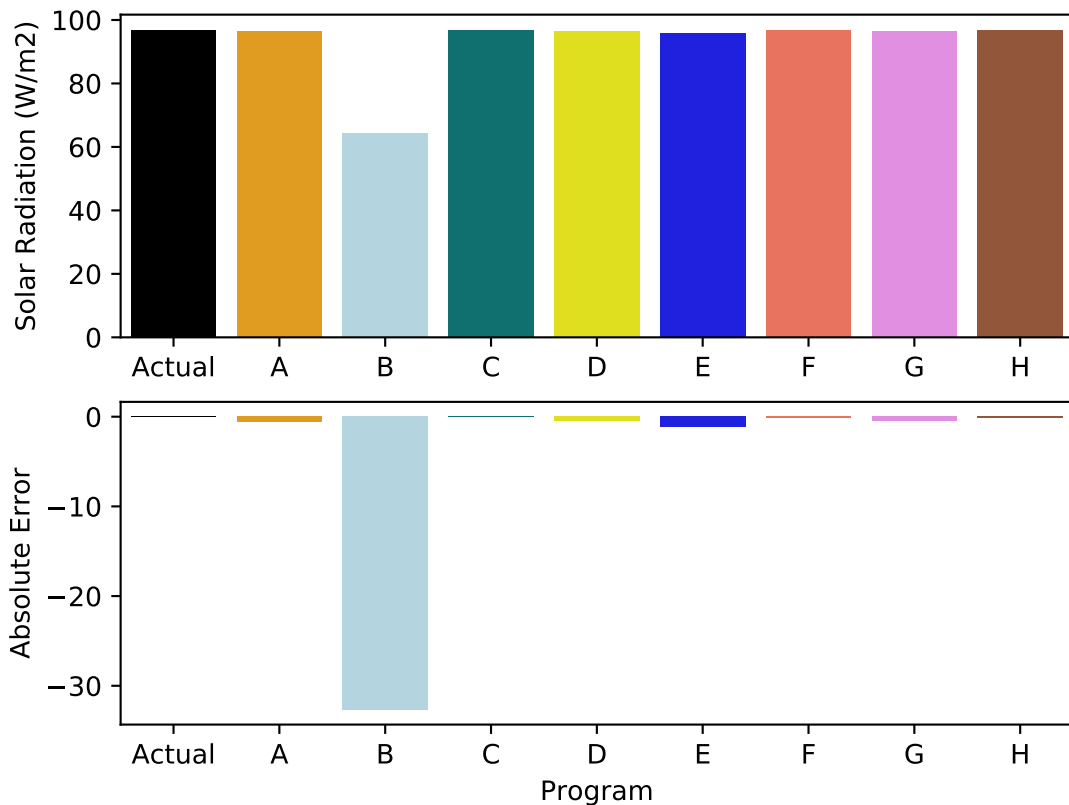 Solar Radiation (W/m2)
100
80
60
40
20
0
Actual A B C D E F G H
Absolute Error
0
−10
−20
−30
Actual A B C D E F G H
Program